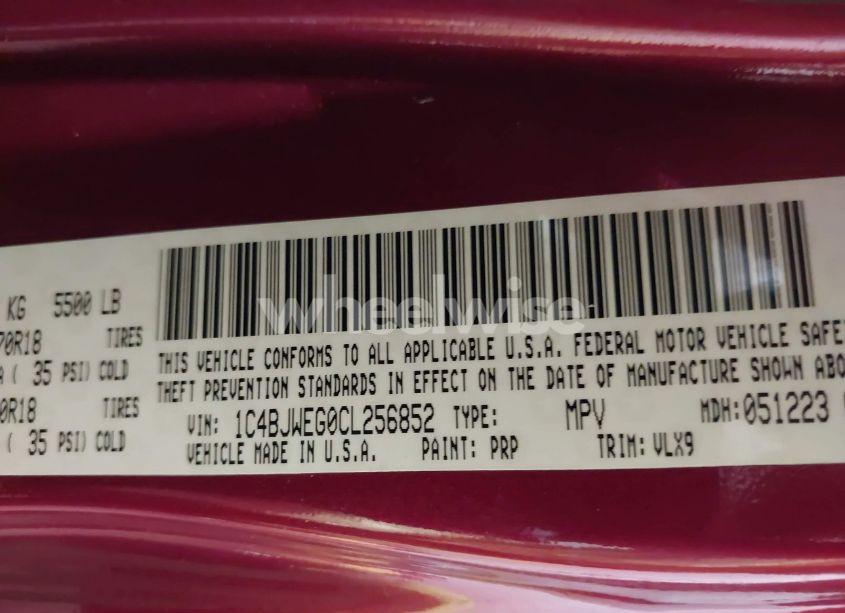 KG 5500 LB
70R18 TIRES
( 35 PSI) COLD
0R18 TIRES
( 35 PSI) COLD
THIS VEHICLE CONFORMS TO ALL APPLICABLE U.S.A. FEDERAL MOTOR VEHICLE SAFE
THEFT PREVENTION STANDARDS IN EFFECT ON THE DATE OF MANUFACTURE SHOWN ABO
VIN: 1C4BJWEG0CL256852 TYPE: MPV MDH:051223
VEHICLE MADE IN U.S.A. PAINT: PRP TRIM: VLX9
wheelwise